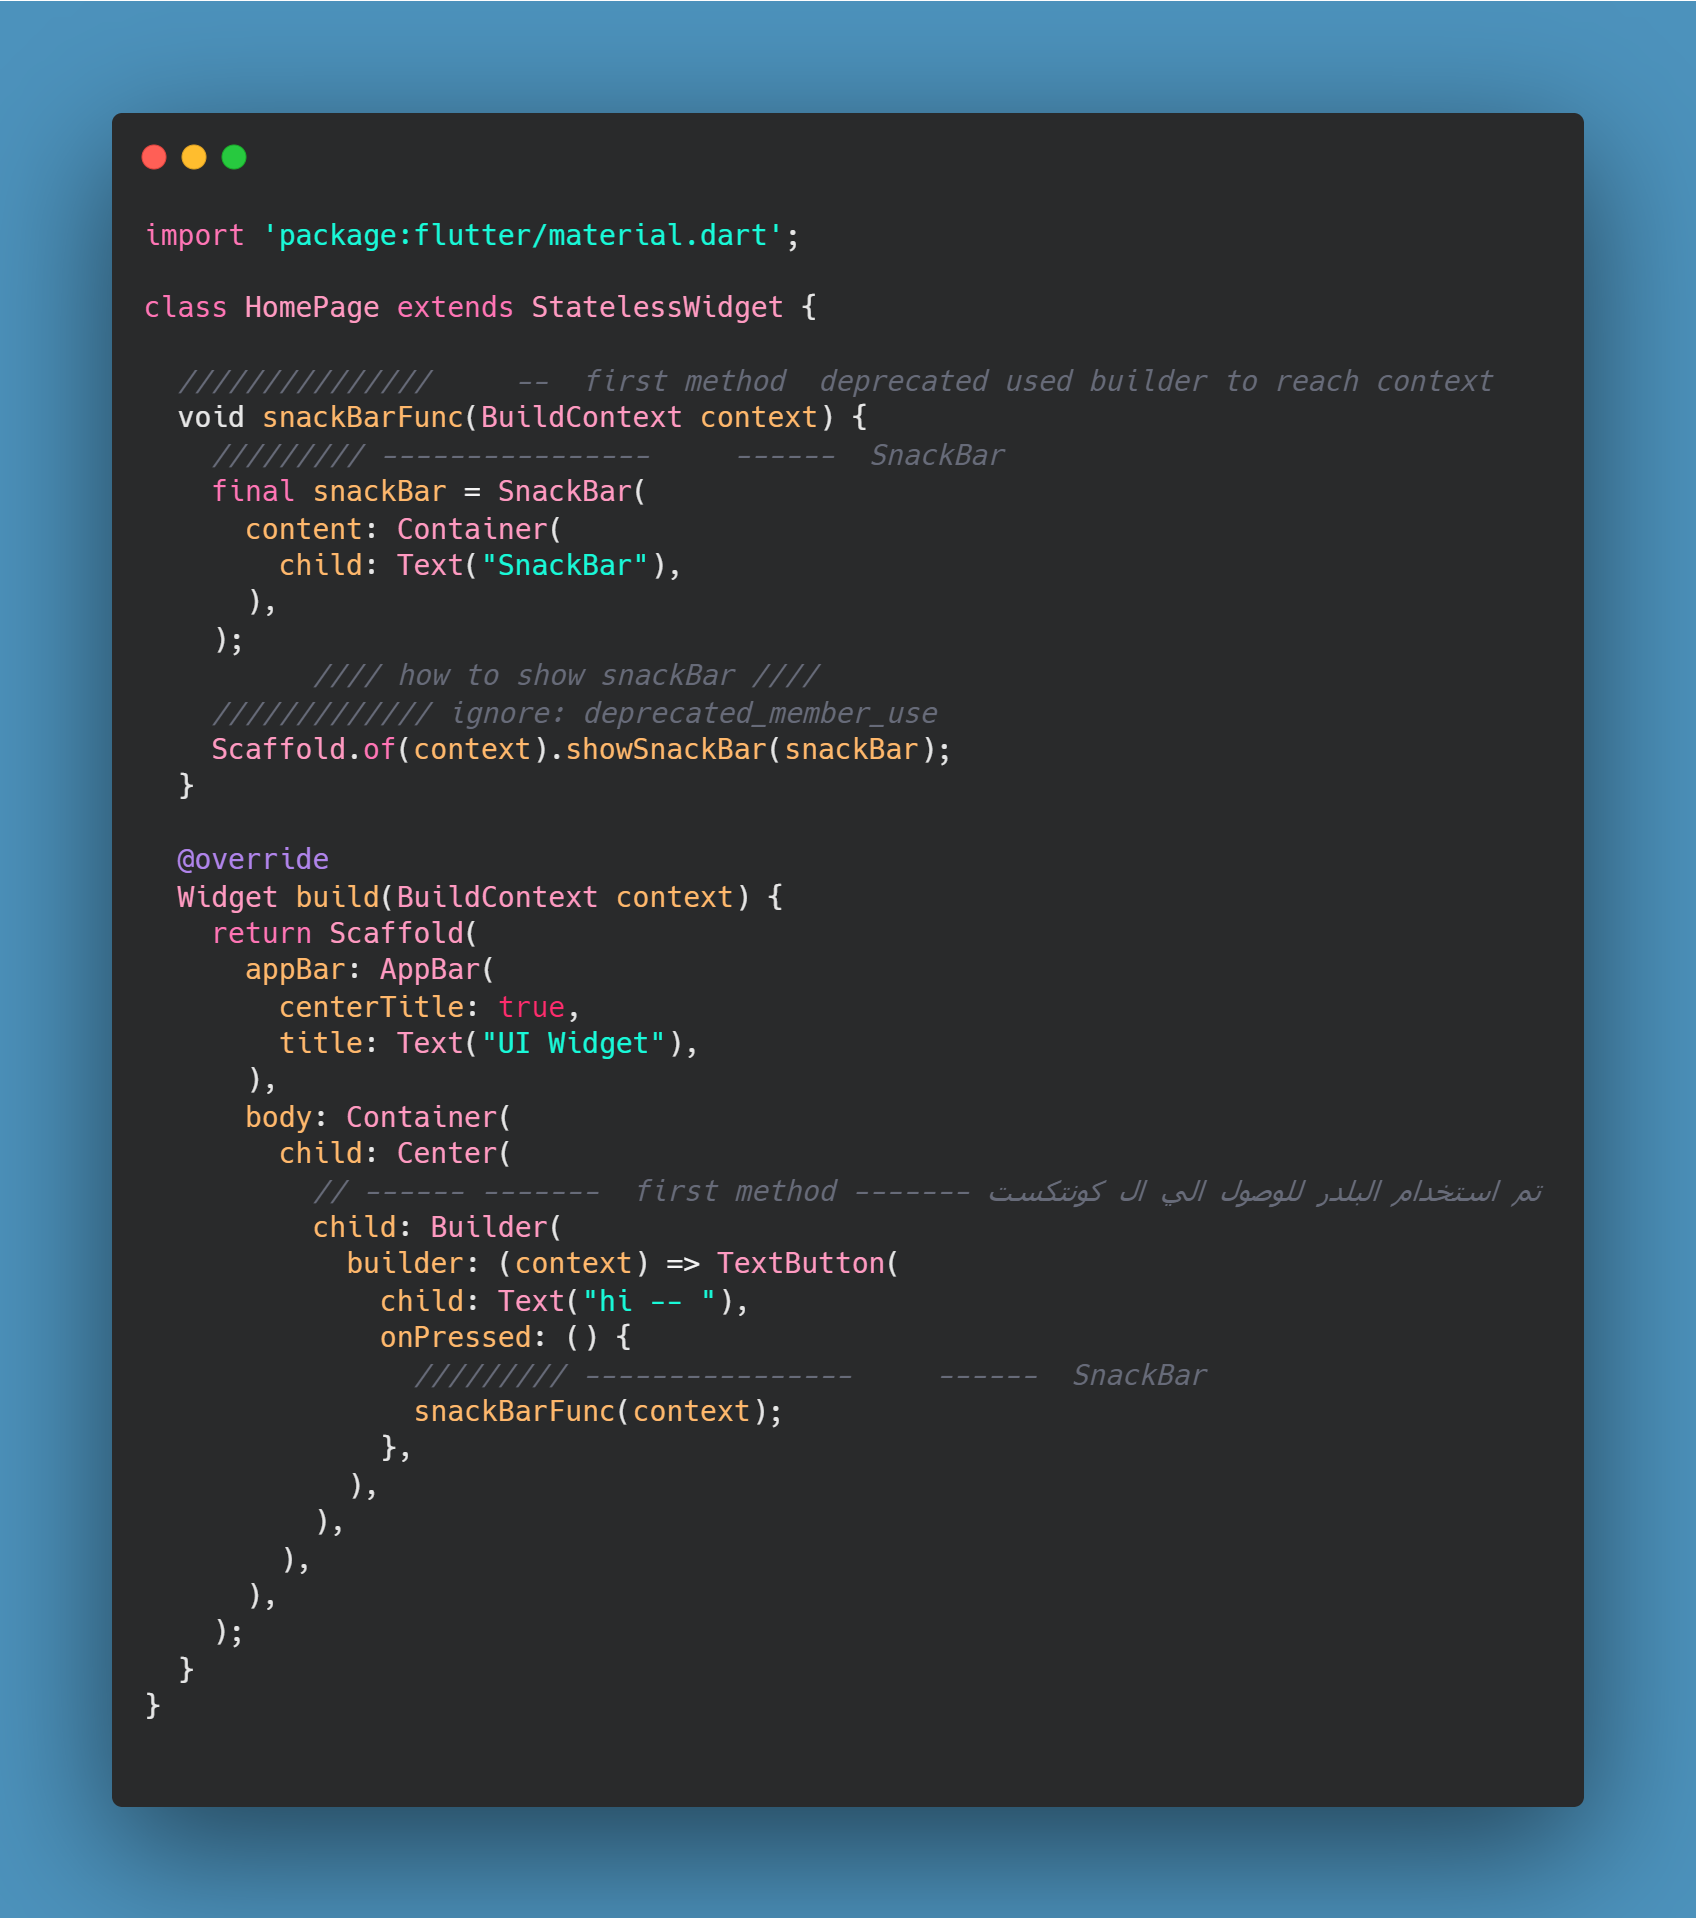 import 'package:flutter/material.dart';
class HomePage extends StatelessWidget {
///////////////     --  first method  deprecated used builder to reach context
void snackBarFunc(BuildContext context) {
///////// ----------------     ------  SnackBar
final snackBar = SnackBar(
content: Container(
child: Text("SnackBar"),
),
);
//// how to show snackBar ////
///////////// ignore: deprecated_member_use
Scaffold.of(context).showSnackBar(snackBar);
}
@override
Widget build(BuildContext context) {
return Scaffold(
appBar: AppBar(
centerTitle: true,
title: Text("UI Widget"),
),
body: Container(
child: Center(
// ------ -------  first method ------- تم استخدام البلدر للوصول الي ال كونتكست
child: Builder(
builder: (context) => TextButton(
child: Text("hi -- "),
onPressed: () {
///////// ----------------     ------  SnackBar
snackBarFunc(context);
},
),
),
),
),
);
}
}